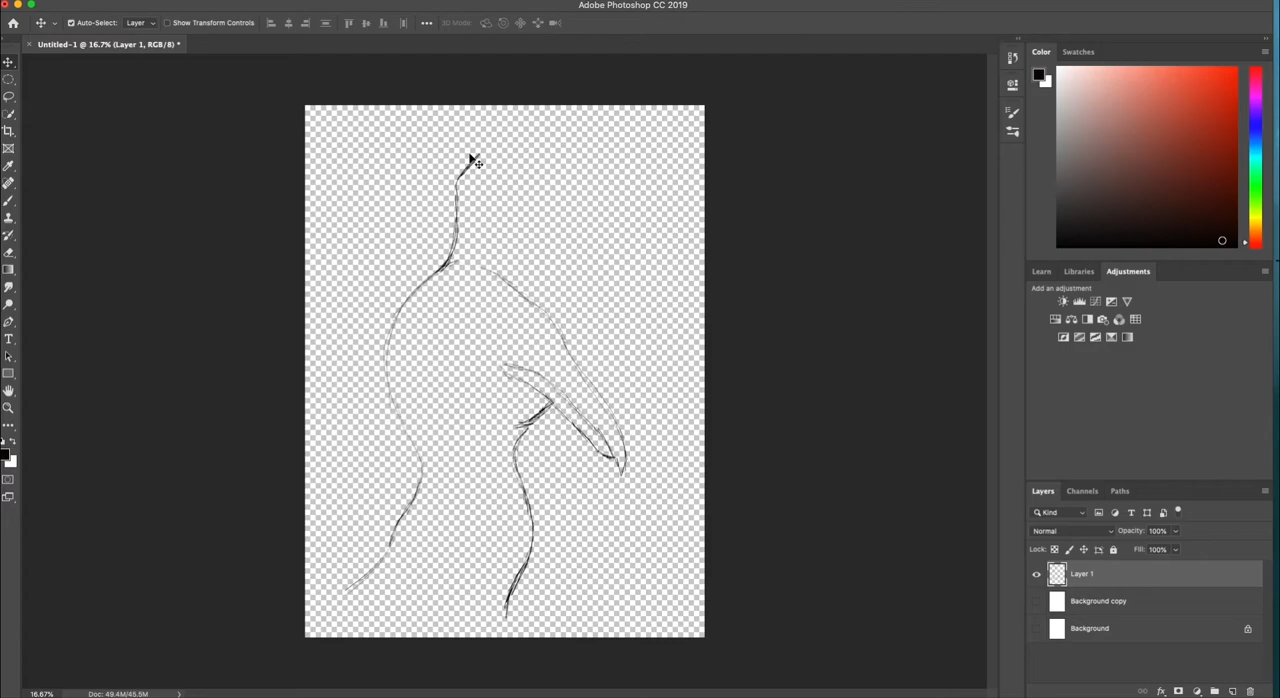 Adobe Photoshop CC 2019
Auto-Select: Layer Show Transform Controls 3D Mode:
Untitled-1 @ 16.7% (Layer 1, RGB/8) *
Color Swatches
Learn Libraries Adjustments
Add an adjustment
Layers Channels Paths
Kind
Normal Opacity: 100%
Lock: Fill: 100%
Layer 1
Background copy
Background
16.67% Doc: 49.4M/45.5M